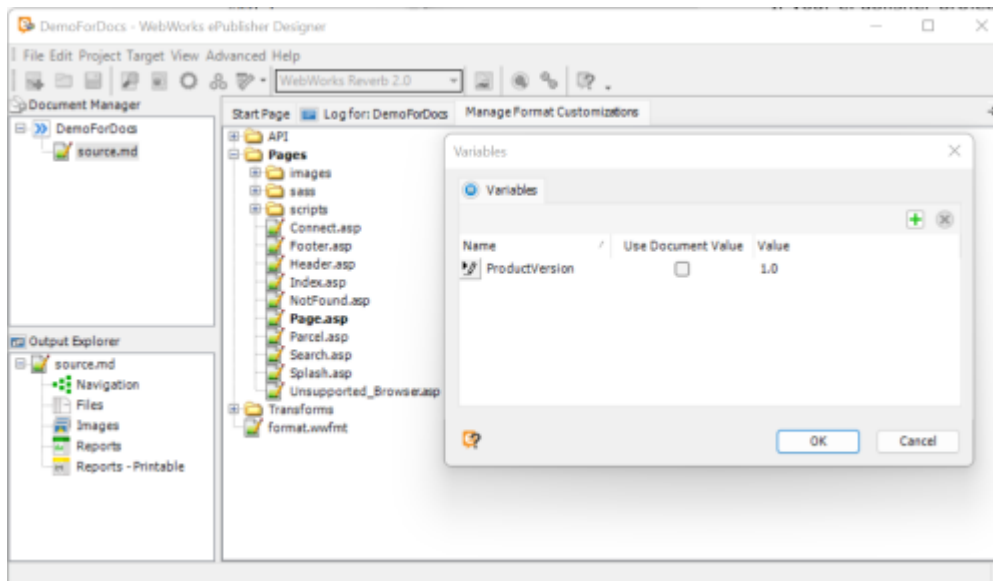 DemoForDocs - WebWorks ePublisher Designer
File Edit Project Target View Advanced Help
WebWorks Reverb 2.0
Document Manager
DemoForDocs
source.md
Start Page Log for: DemoForDocs Manage Format Customizations
API
Pages
images
sass
scripts
Connect.asp
Footer.asp
Header.asp
Index.asp
NotFound.asp
Page.asp
Parcel.asp
Search.asp
Splash.asp
Unsupported_Browser.asp
Transforms
format.wwfmt
Variables
Variables
Name Use Document Value Value
ProductVersion 1.0
OK Cancel
Output Explorer
source.md
Navigation
Files
Images
Reports
Reports - Printable